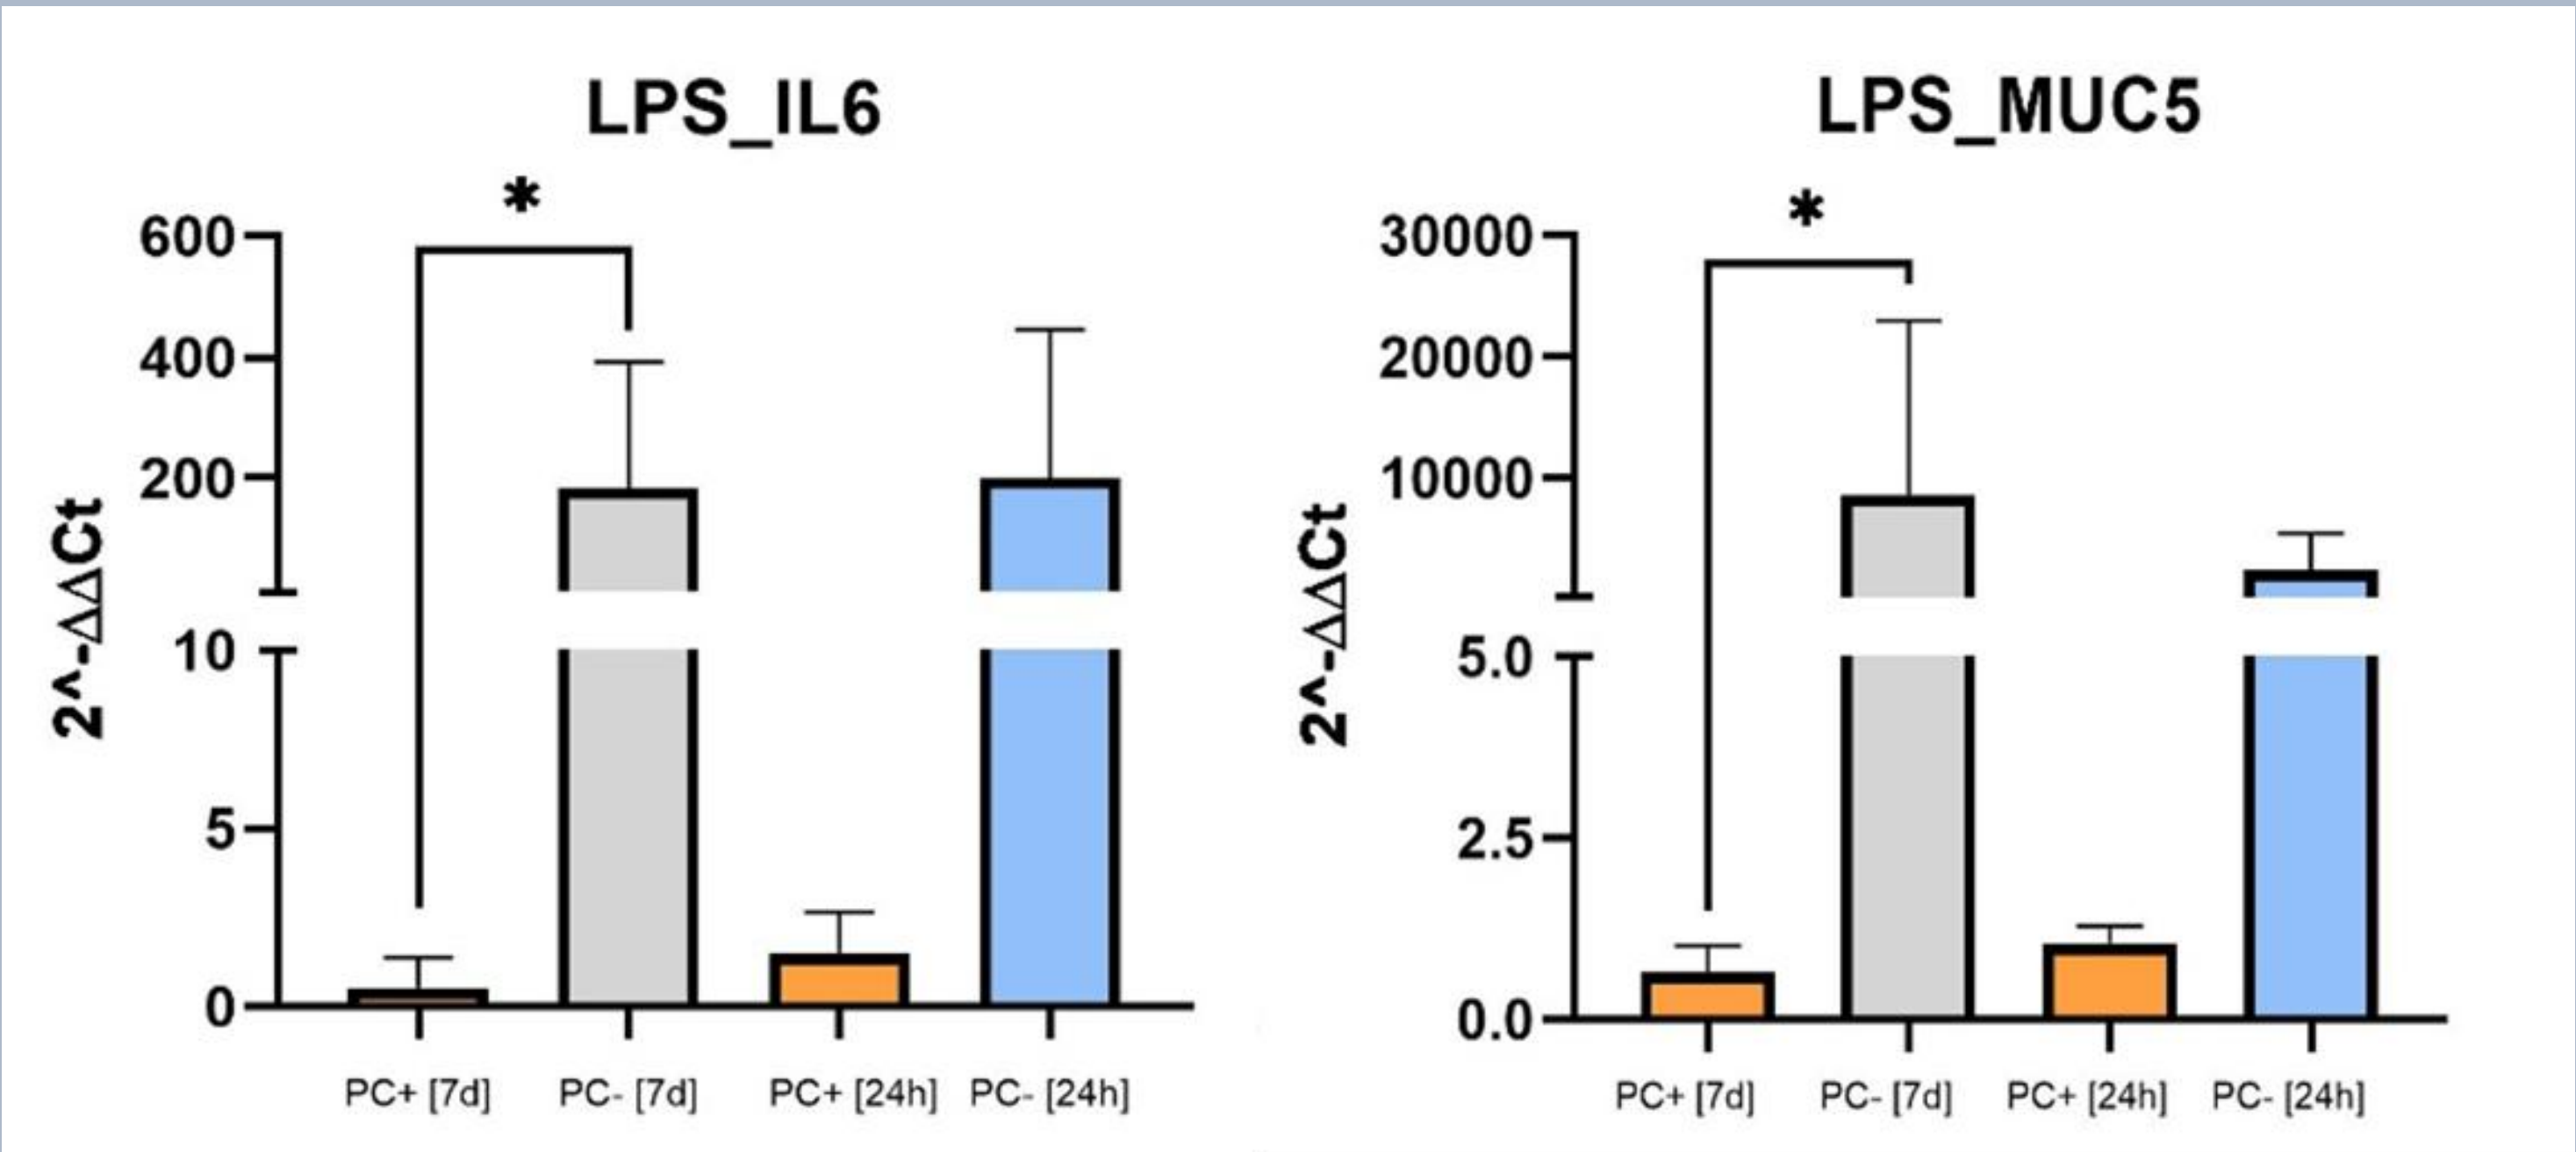 LPS_IL6
*
600
400
200
10
5
0
2^-ΔΔCt
PC+ [7d]
PC- [7d]
PC+ [24h]
PC- [24h]
LPS_MUC5
*
30000
20000
10000
5.0
2.5
0.0
2^-ΔΔCt
PC+ [7d]
PC- [7d]
PC+ [24h]
PC- [24h]